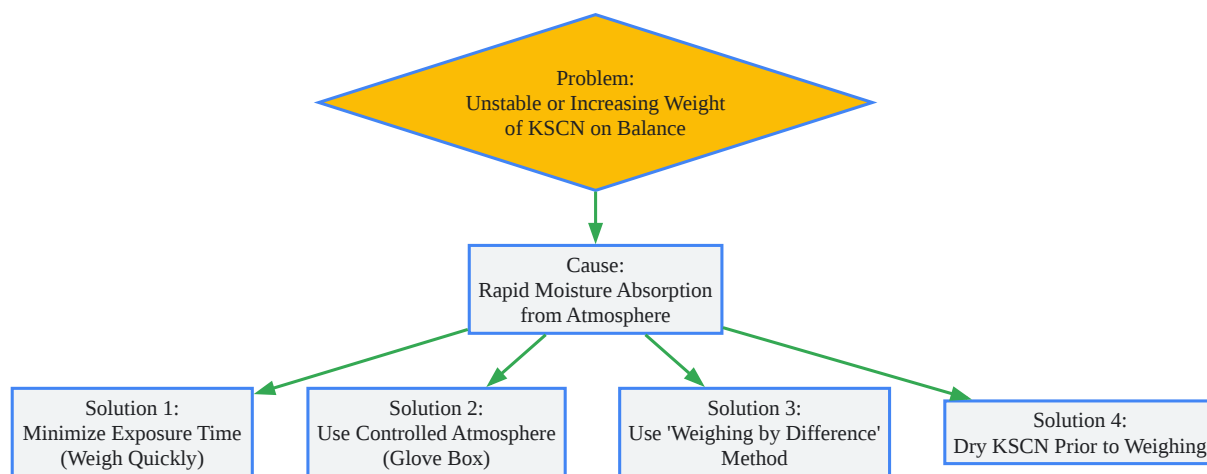 Problem:
Unstable or Increasing Weight
of KSCN on Balance
Cause:
Rapid Moisture Absorption
from Atmosphere
Solution 1:
Minimize Exposure Time
(Weigh Quickly)
Solution 2:
Use Controlled Atmosphere
(Glove Box)
Solution 3:
Use 'Weighing by Difference'
Method
Solution 4:
Dry KSCN Prior to Weighing